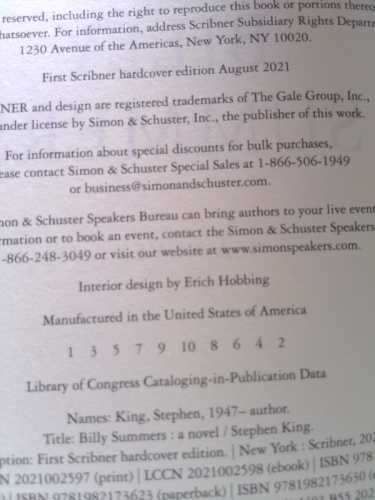 reserved, including the right to reproduce this book or portions thereo
hatsoever. For information, address Scribner Subsidiary Rights Departr
1230 Avenue of the Americas, New York, NY 10020.
First Scribner hardcover edition August 2021
NER and design are registered trademarks of The Gale Group, Inc.,
under license by Simon & Schuster, Inc., the publisher of this work.
For information about special discounts for bulk purchases,
ease contact Simon & Schuster Special Sales at 1-866-506-1949
or business@simonandschuster.com.
mon & Schuster Speakers Bureau can bring authors to your live event
rmation or to book an event, contact the Simon & Schuster Speakers
-866-248-3049 or visit our website at www.simonspeakers.com.
Interior design by Erich Hobbing
Manufactured in the United States of America
1 3 5 7 9 10 8 6 4 2
Library of Congress Cataloging-in-Publication Data
Names: King, Stephen, 1947– author.
Title: Billy Summers : a novel / Stephen King.
ption: First Scribner hardcover edition. | New York : Scribner, 202
N 2021002597 (print) | LCCN 2021002598 (ebook) | ISBN 978
) | ISBN 9781982173623 (paperback) | ISBN 9781982173630 (e